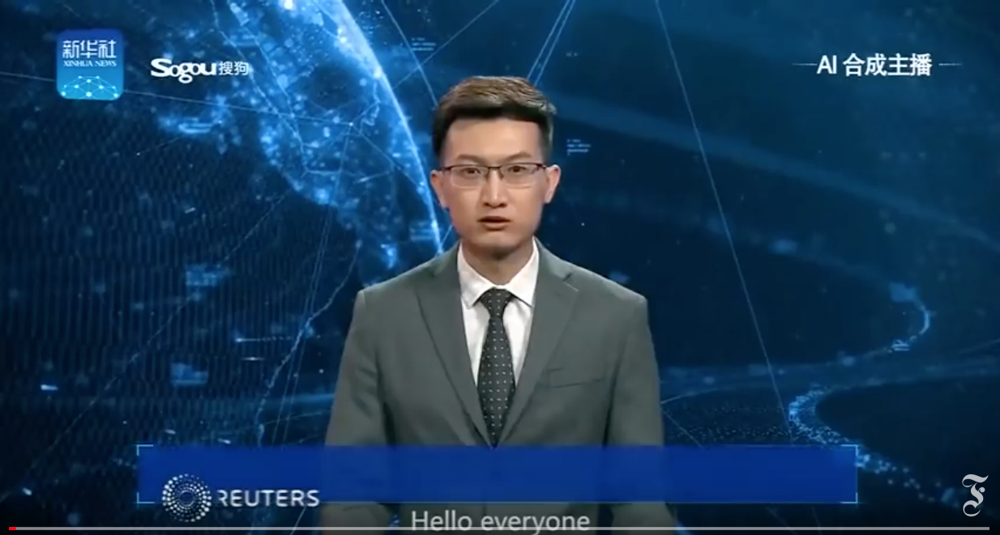 新华社
XINHUA NEWS
Sogou搜狗
AI 合成主播
REUTERS
Hello everyone